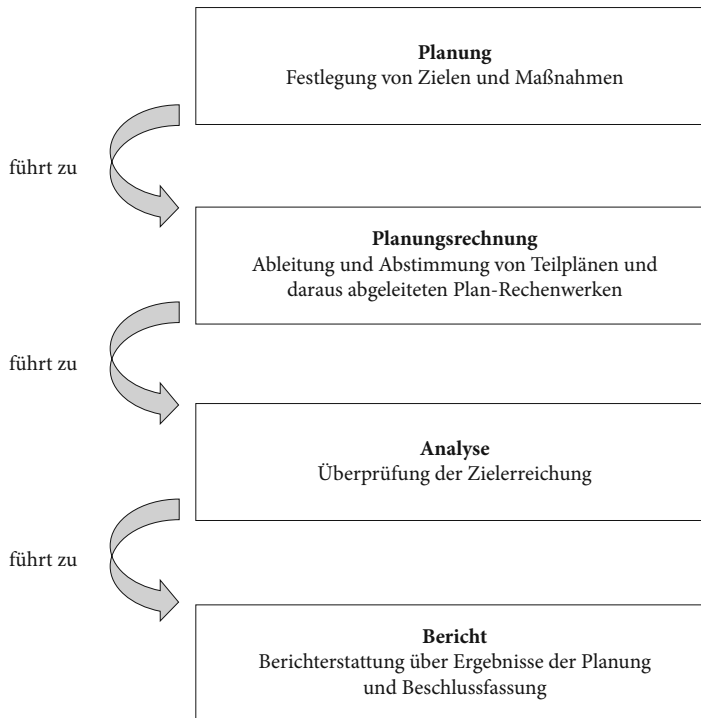 Planung
Festlegung von Zielen und Maßnahmen
führt zu
Planungsrechnung
Ableitung und Abstimmung von Teilplänen und
daraus abgeleiteten Plan-Rechenwerken
führt zu
Analyse
Überprüfung der Zielerreichung
führt zu
Bericht
Berichterstattung über Ergebnisse der Planung
und Beschlussfassung